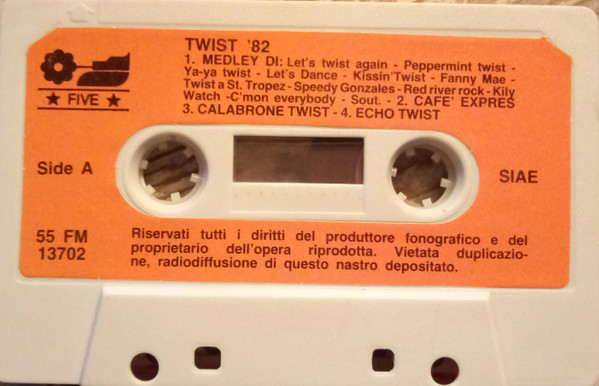 TWIST '82
1. MEDLEY DI: Let's twist again - Peppermint twist -
Ya-ya twist - Let's Dance - Kissin'Twist - Fanny Mae -
Twist a St. Tropez - Speedy Gonzales - Red river rock - Kily
Watch -C'mon everybody - Sout. - 2. CAFE' EXPRES
3. CALABRONE TWIST - 4. ECHO TWIST
★ FIVE ★
Side A
SIAE
55 FM
13702
Riservati tutti i diritti del produttore fonografico e del
proprietario dell'opera riprodotta. Vietata duplicazio-
ne, radiodiffusione di questo nastro depositato.